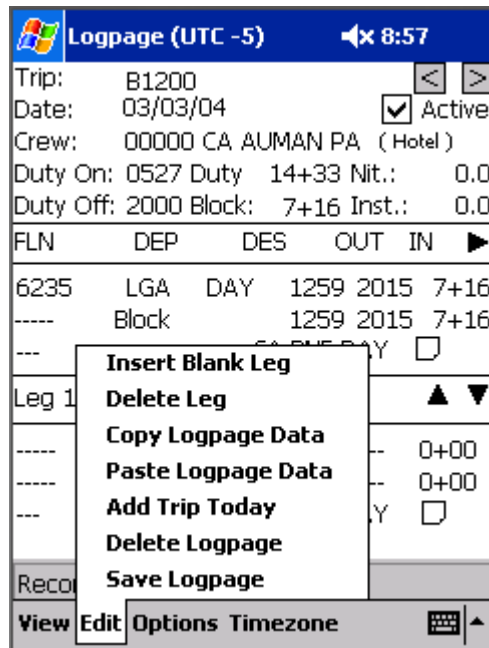 Logpage (UTC -5) 8:57
Trip: B1200 < >
Date: 03/03/04 Active
Crew: 00000 CA AUMAN PA ( Hotel )
Duty On: 0527 Duty 14+33 Nit.: 0.0
Duty Off: 2000 Block: 7+16 Inst.: 0.0
FLN DEP DES OUT IN
6235 LGA DAY 1259 2015 7+16
----- Block 1259 2015 7+16
---
Insert Blank Leg
Leg 1
Delete Leg
Copy Logpage Data
----- -- 0+00
Paste Logpage Data
----- -- 0+00
Add Trip Today
---
Delete Logpage
Save Logpage
View Edit Options Timezone